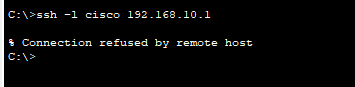 C:\>ssh -l cisco 192.168.10.1
% Connection refused by remote host
C:\>